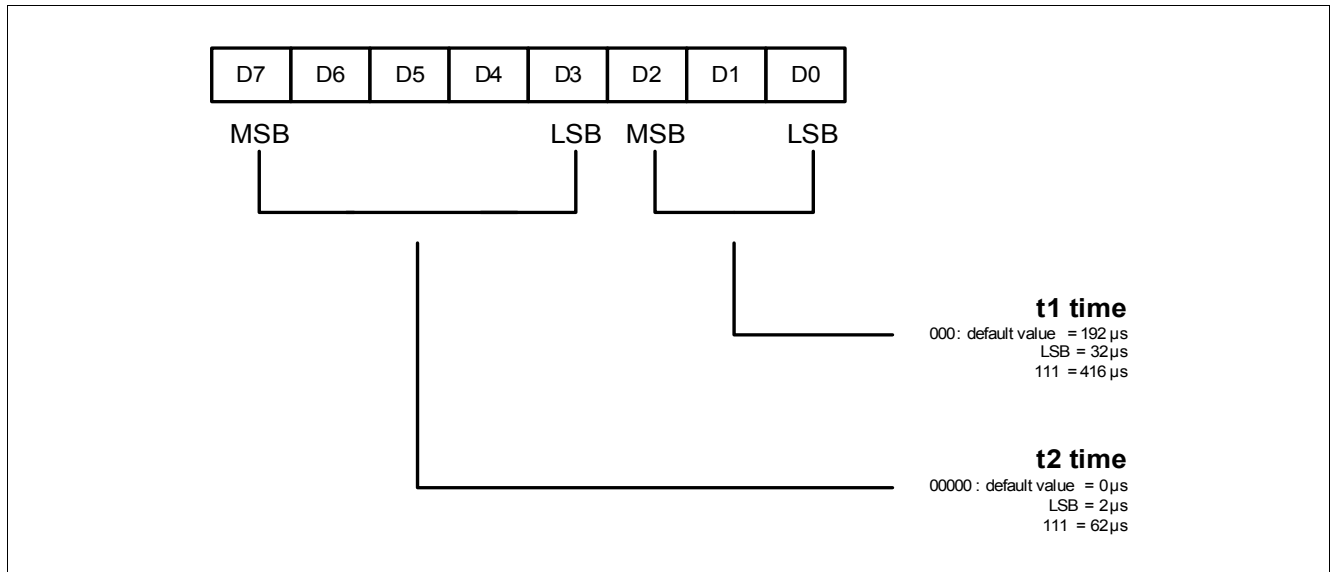 D7 D6 D5 D4 D3 D2 D1 D0
MSB LSB MSB LSB
t1 time
000: default value = 192 µs
LSB = 32µs
111 = 416 µs
t2 time
00000 : default value = 0µs
LSB = 2µs
111 = 62µs